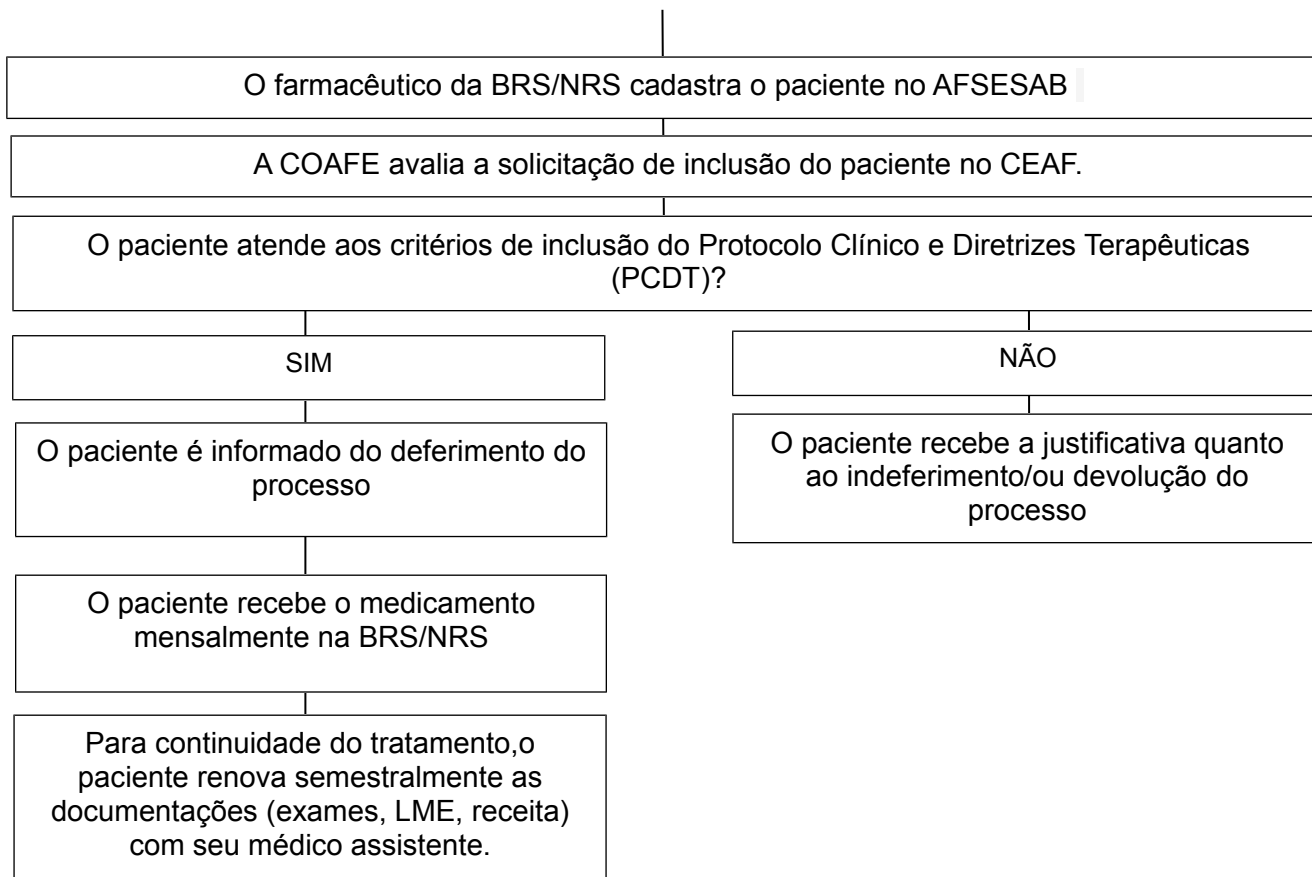 O farmacêutico da BRS/NRS cadastra o paciente no AFSESAB
A COAFE avalia a solicitação de inclusão do paciente no CEAF.
O paciente atende aos critérios de inclusão do Protocolo Clínico e Diretrizes Terapêuticas
(PCDT)?
SIM
NÃO
O paciente é informado do deferimento do
processo
O paciente recebe a justificativa quanto
ao indeferimento/ou devolução do
processo
O paciente recebe o medicamento
mensalmente na BRS/NRS
Para continuidade do tratamento,o
paciente renova semestralmente as
documentações (exames, LME, receita)
com seu médico assistente.